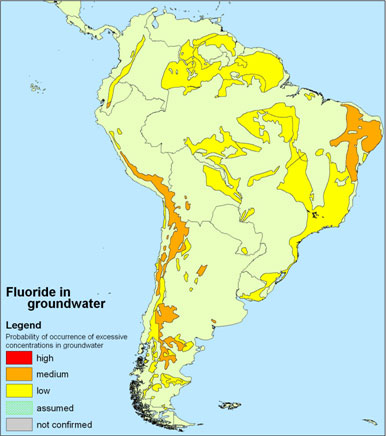 Fluoride in
groundwater
Legend
Probability of occurrence of excessive
concentrations in groundwater
high
medium
low
assumed
not confirmed